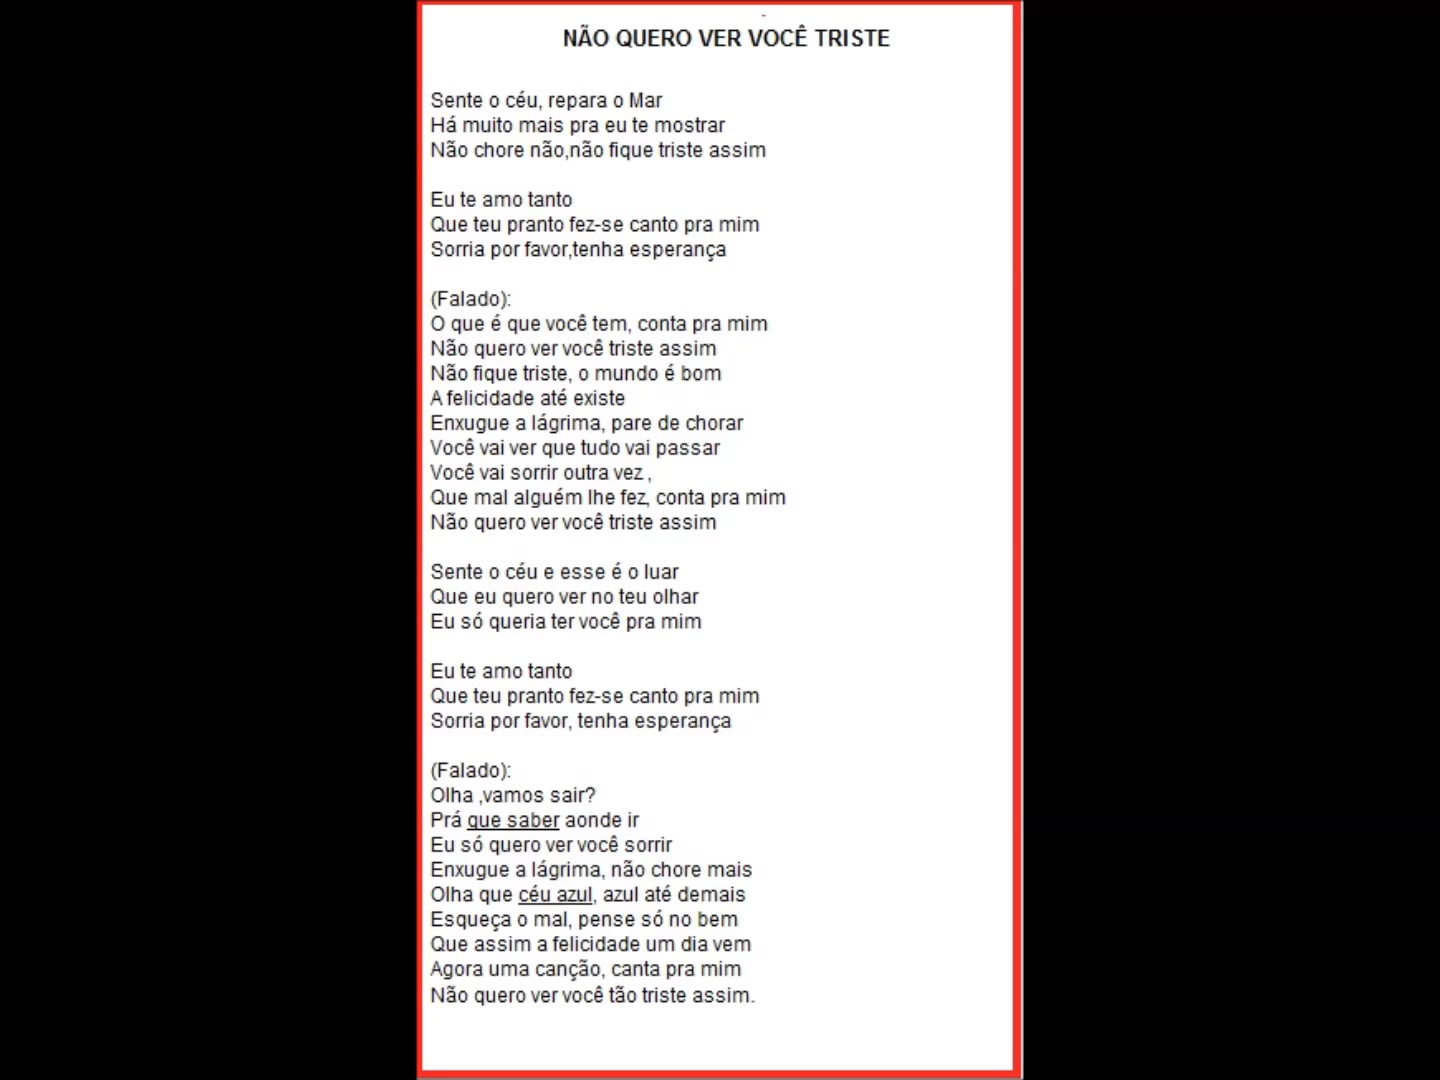 NÃO QUERO VER VOCÊ TRISTE
Sente o céu, repara o Mar
Há muito mais pra eu te mostrar
Não chore não,não fique triste assim
Eu te amo tanto
Que teu pranto fez-se canto pra mim
Sorria por favor,tenha esperança
(Falado):
O que é que você tem, conta pra mim
Não quero ver você triste assim
Não fique triste, o mundo é bom
A felicidade até existe
Enxugue a lágrima, pare de chorar
Você vai ver que tudo vai passar
Você vai sorrir outra vez ,
Que mal alguém lhe fez, conta pra mim
Não quero ver você triste assim
Sente o céu e esse é o luar
Que eu quero ver no teu olhar
Eu só queria ter você pra mim
Eu te amo tanto
Que teu pranto fez-se canto pra mim
Sorria por favor, tenha esperança
(Falado):
Olha ,vamos sair?
Prá que saber aonde ir
Eu só quero ver você sorrir
Enxugue a lágrima, não chore mais
Olha que céu azul, azul até demais
Esqueça o mal, pense só no bem
Que assim a felicidade um dia vem
Agora uma canção, canta pra mim
Não quero ver você tão triste assim.